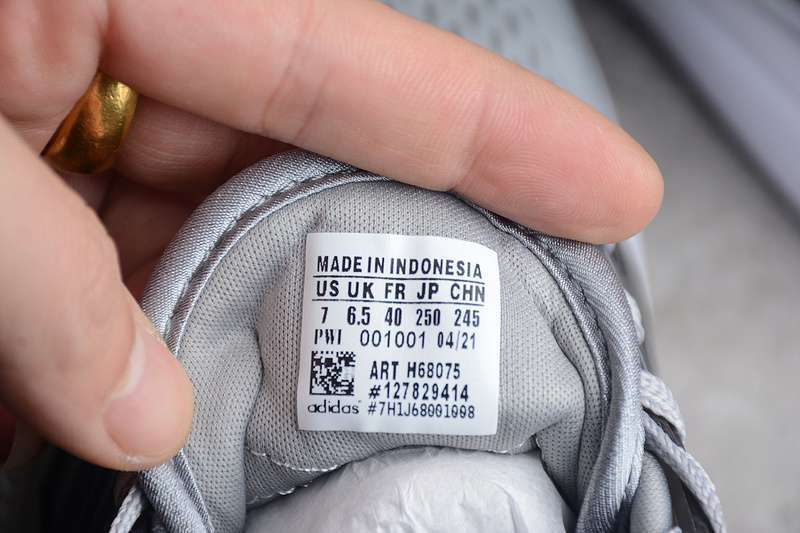 MADE IN INDONESIA
US UK FR JP CHN
7 6.5 40 250 245
PWI 001001 04/21
ART H68075
#127829414
adidas #7H1J68001008